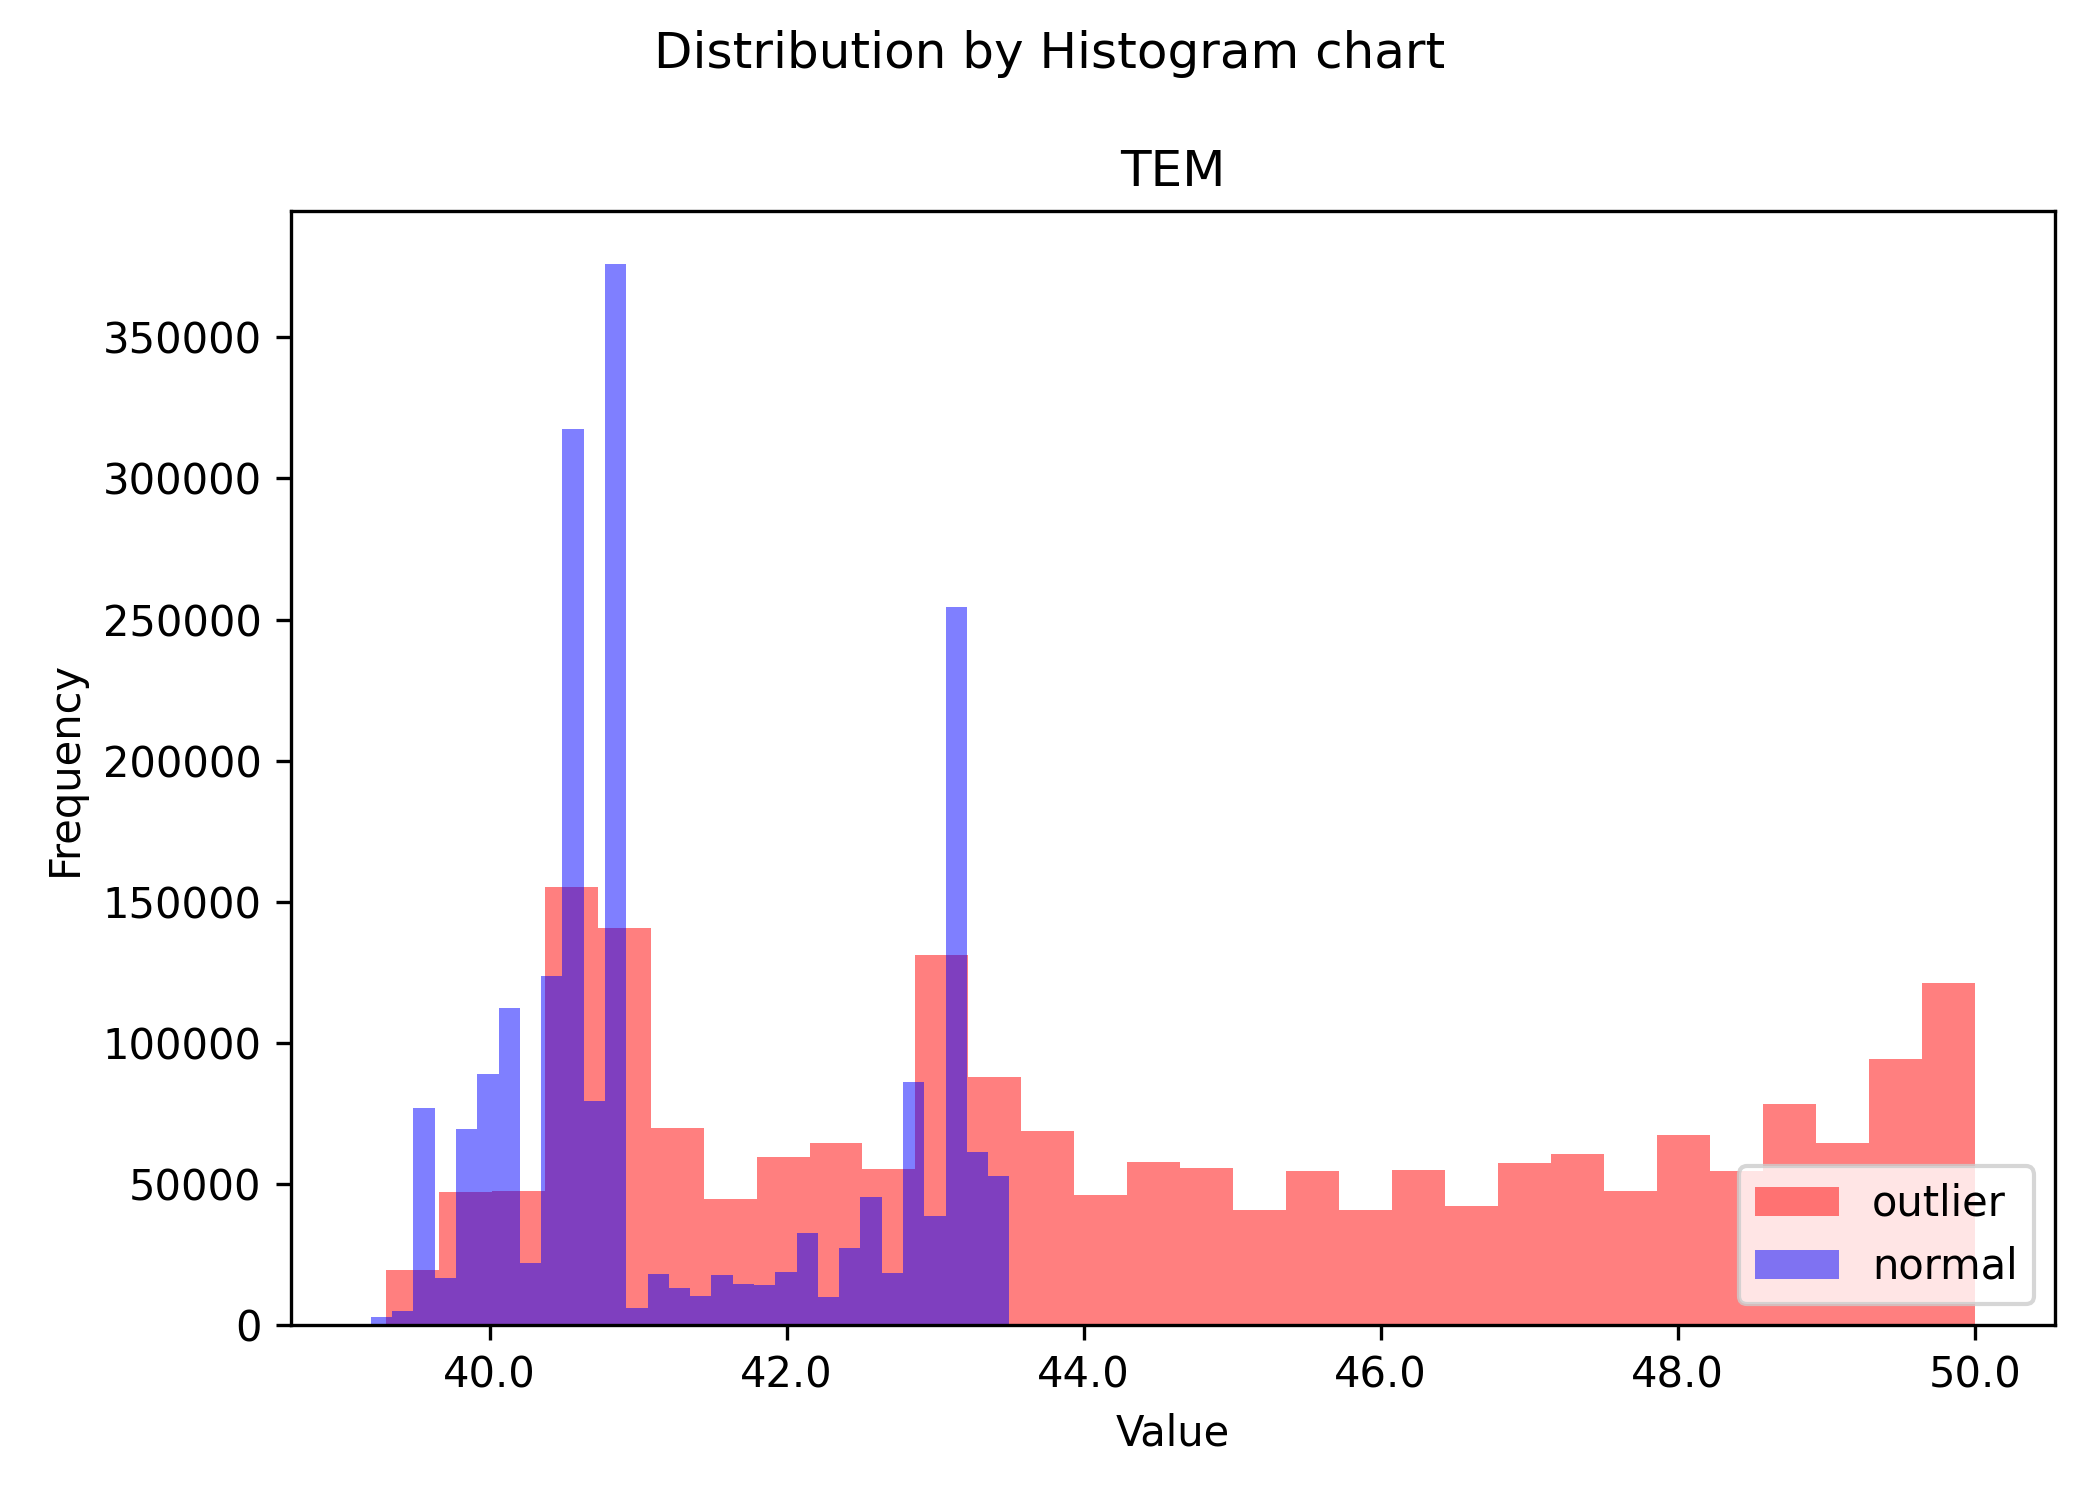 Distribution by Histogram chart
TEM
Frequency
350000
300000
250000
200000
150000
100000
50000
0
40.0 42.0 44.0 46.0 48.0 50.0
Value
outlier
normal